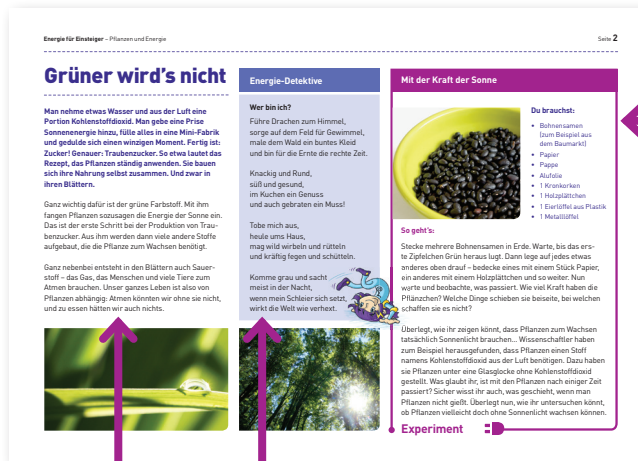 Energie für Einsteiger – Pflanzen und Energie
Seite 2
Grüner wird's nicht
Man nehme etwas Wasser und aus der Luft eine
Portion Kohlenstoffdioxid. Man gebe eine Prise
Sonnenenergie hinzu, fülle alles in eine Mini-Fabrik
und gedulde sich einen winzigen Moment. Fertig ist:
Zucker! Genauer: Traubenzucker. So etwa lautet das
Rezept, das Pflanzen ständig anwenden. Sie bauen
sich ihre Nahrung selbst zusammen. Und zwar in
ihren Blättern.
Ganz wichtig dafür ist der grüne Farbstoff. Mit ihm
fangen Pflanzen sozusagen die Energie der Sonne ein.
Das ist der erste Schritt bei der Produktion von Trau-
benzucker. Aus ihm werden dann viele andere Stoffe
aufgebaut, die die Pflanze zum Wachsen benötigt.
Ganz nebenbei entsteht in den Blättern auch Sauer-
stoff – das Gas, das Menschen und viele Tiere zum
Atmen brauchen. Unser ganzes Leben ist also von
Pflanzen abhängig: Atmen könnten wir ohne sie nicht,
und zu essen hätten wir auch nichts.
Energie-Detektive
Wer bin ich?
Führe Drachen zum Himmel,
sorge auf dem Feld für Gewimmel,
male dem Wald ein buntes Kleid
und bin für die Ernte die rechte Zeit.
Knackig und Rund,
süß und gesund,
im Kuchen ein Genuss
und auch gebraten ein Muss!
Tobe mich aus,
heule ums Haus,
mag wild wirbeln und rütteln
und kräftig fegen und schütteln.
Komme grau und sacht
meist in der Nacht,
wenn mein Schleier sich setzt,
wirkt die Welt wie verhext.
Mit der Kraft der Sonne
Du brauchst:
• Bohnensamen
(zum Beispiel aus
dem Baumarkt)
• Papier
• Pappe
• Alufolie
• 1 Kronkorken
• 1 Holzplättchen
• 1 Eierlöffel aus Plastik
• 1 Metalllöffel
So geht's:
Stecke mehrere Bohnensamen in Erde. Warte, bis das ers-
te Zipfelchen Grün heraus lugt. Dann lege auf jedes etwas
anderes oben drauf – bedecke eines mit einem Stück Papier,
ein anderes mit einem Holzplättchen und so weiter. Nun
warte und beobachte, was passiert. Wie viel Kraft haben die
Pflänzchen? Welche Dinge schieben sie beiseite, bei welchen
schaffen sie es nicht?
Überlegt, wie ihr zeigen könnt, dass Pflanzen zum Wachsen
tatsächlich Sonnenlicht brauchen... Wissenschaftler haben
zum Beispiel herausgefunden, dass Pflanzen einen Stoff
namens Kohlenstoffdioxid aus der Luft benötigen. Dazu haben
sie Pflanzen unter eine Glasglocke ohne Kohlenstoffdioxid
gestellt. Was glaubt ihr, ist mit den Pflanzen nach einiger Zeit
passiert? Sicher wisst ihr auch, was geschieht, wenn man
Pflanzen nicht gießt. Überlegt nun, wie ihr untersuchen könnt,
ob Pflanzen vielleicht doch ohne Sonnenlicht wachsen können.
Experiment